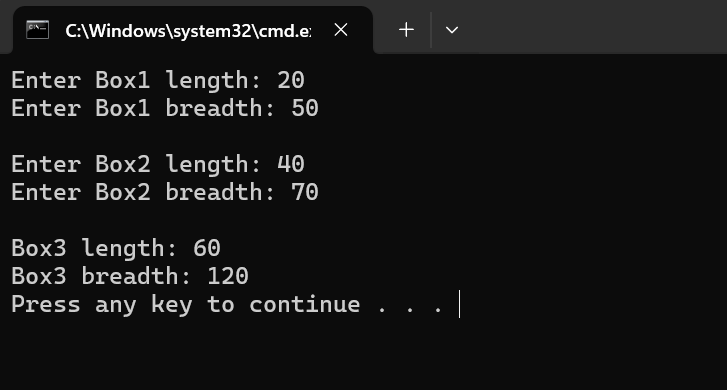 C:\Windows\system32\cmd.e
Enter Box1 length: 20
Enter Box1 breadth: 50
Enter Box2 length: 40
Enter Box2 breadth: 70
Box3 length: 60
Box3 breadth: 120
Press any key to continue . . .